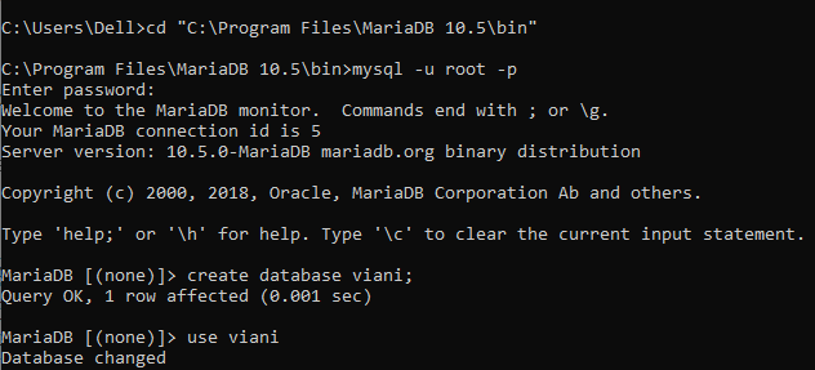 C:\Users\Dell>cd "C:\Program Files\MariaDB 10.5\bin"
C:\Program Files\MariaDB 10.5\bin>mysql -u root -p
Enter password:
Welcome to the MariaDB monitor.  Commands end with ; or \g.
Your MariaDB connection id is 5
Server version: 10.5.0-MariaDB mariadb.org binary distribution
Copyright (c) 2000, 2018, Oracle, MariaDB Corporation Ab and others.
Type 'help;' or '\h' for help. Type '\c' to clear the current input statement.
MariaDB [(none)]> create database viani;
Query OK, 1 row affected (0.001 sec)
MariaDB [(none)]> use viani
Database changed